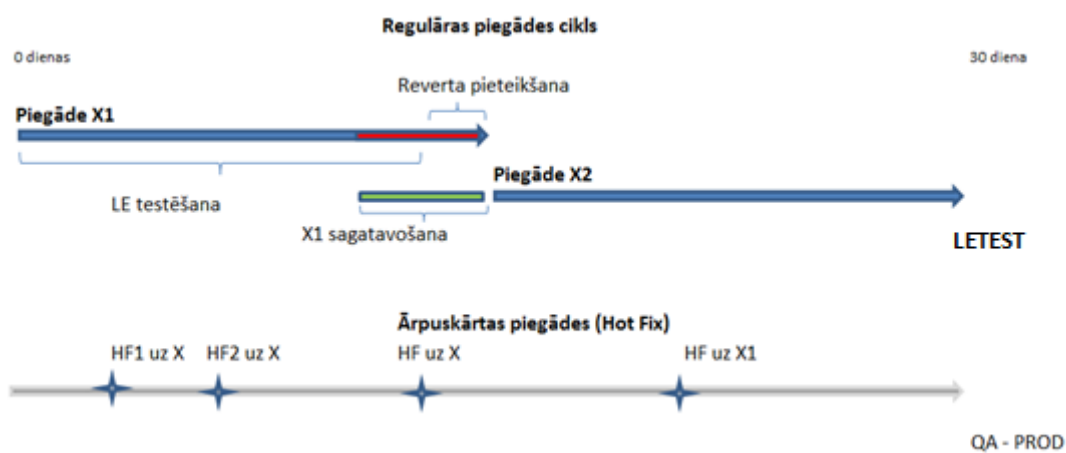 Regulāras piegādes cikls
0 dienas
30 diena
Reverta pieteikšana
Piegāde X1
LE testēšana
Piegāde X2
X1 sagatavošana
LETEST
Ārpuskārtas piegādes (Hot Fix)
HF1 uz X
HF2 uz X
HF uz X
HF uz X1
QA - PROD